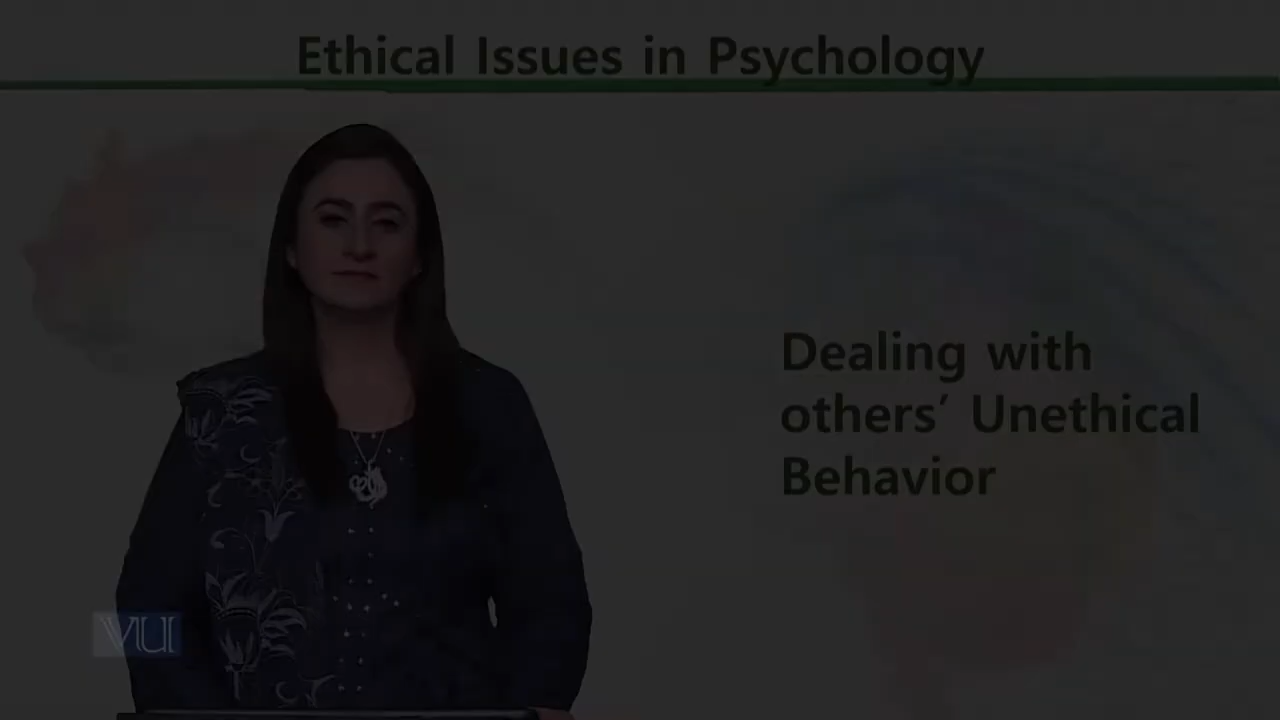 Ethical Issues in Psychology
Dealing with
others’ Unethical
Behavior
VU